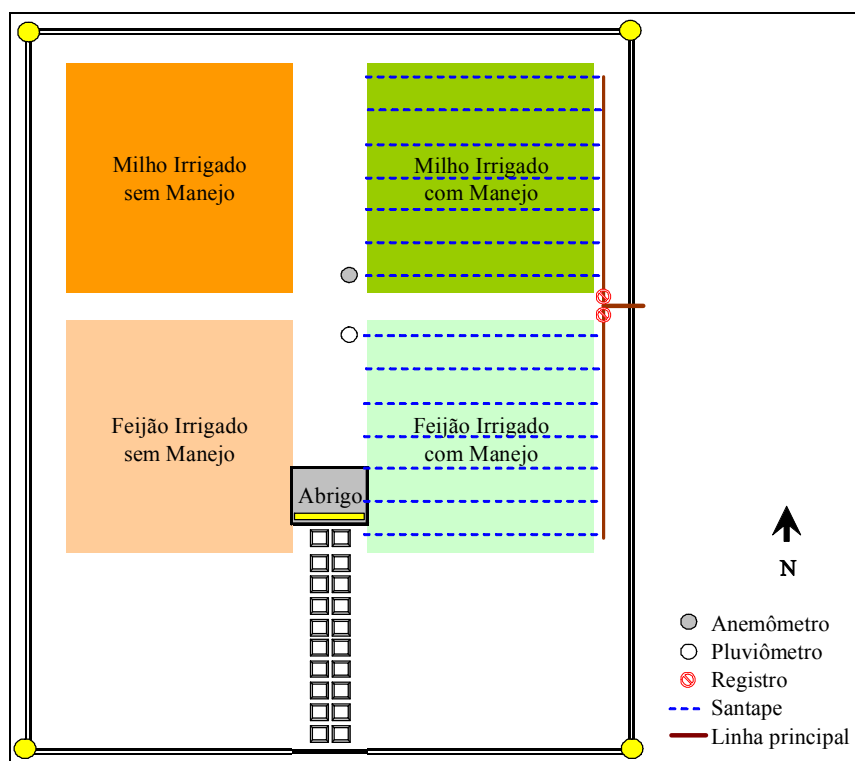 Milho Irrigado
sem Manejo
Milho Irrigado
com Manejo
Feijão Irrigado
sem Manejo
Feijão Irrigado
com Manejo
Abrigo
N
Anemômetro
Pluviômetro
Registro
Santape
Linha principal